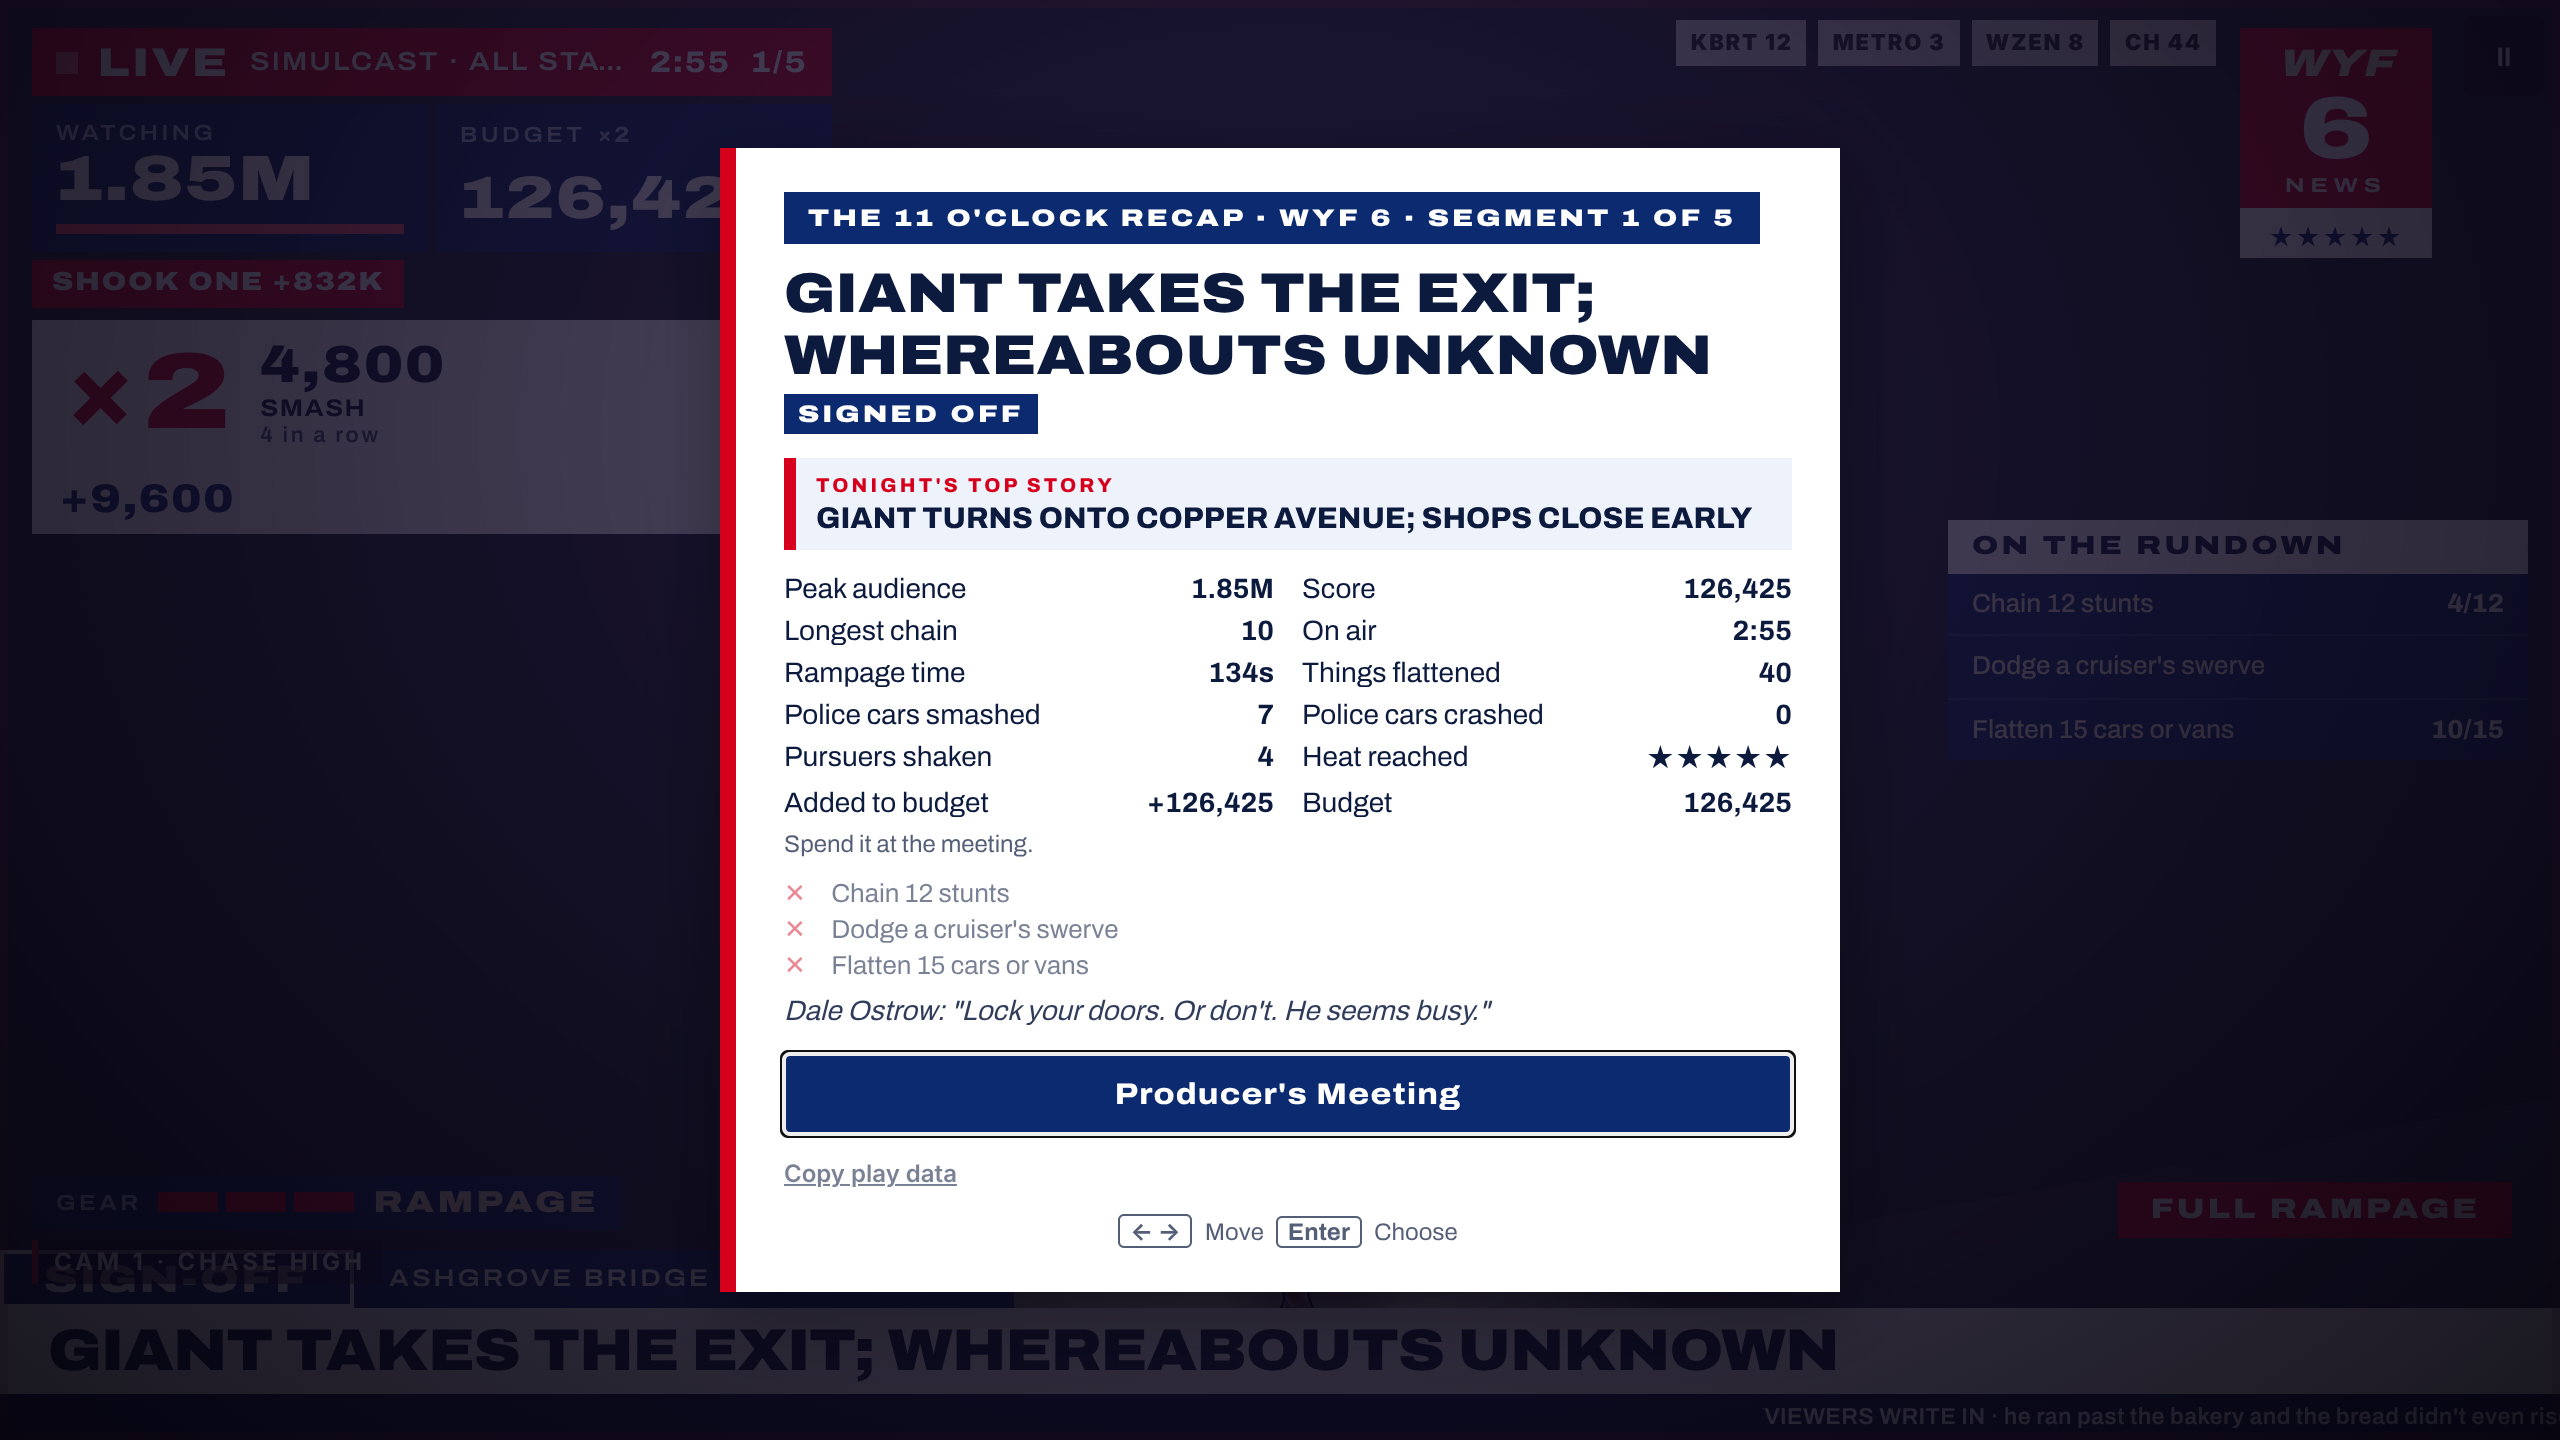 LIVE SIMULCAST · ALL STA... 2:55 1/5
KBRT 12 METRO 3 WZEN 8 CH 44
WYF
6
NEWS
★★★★★
WATCHING
1.85M
BUDGET ×2
126,42
SHOOK ONE +832K
×2
4,800
SMASH
4 in a row
+9,600
THE 11 O'CLOCK RECAP · WYF 6 · SEGMENT 1 OF 5
GIANT TAKES THE EXIT;
WHEREABOUTS UNKNOWN
SIGNED OFF
TONIGHT'S TOP STORY
GIANT TURNS ONTO COPPER AVENUE; SHOPS CLOSE EARLY
Peak audience 1.85M Score 126,425
Longest chain 10 On air 2:55
Rampage time 134s Things flattened 40
Police cars smashed 7 Police cars crashed 0
Pursuers shaken 4 Heat reached ★★★★★
Added to budget +126,425 Budget 126,425
Spend it at the meeting.
✕ Chain 12 stunts
✕ Dodge a cruiser's swerve
✕ Flatten 15 cars or vans
Dale Ostrow: "Lock your doors. Or don't. He seems busy."
Producer's Meeting
Copy play data
← → Move Enter Choose
ON THE RUNDOWN
Chain 12 stunts 4/12
Dodge a cruiser's swerve
Flatten 15 cars or vans 10/15
GEAR RAMPAGE
FULL RAMPAGE
CAM 1 · CHASE HIGH
SIGN-OFF ASHGROVE BRIDGE
GIANT TAKES THE EXIT; WHEREABOUTS UNKNOWN
VIEWERS WRITE IN · he ran past the bakery and the bread didn't even ris